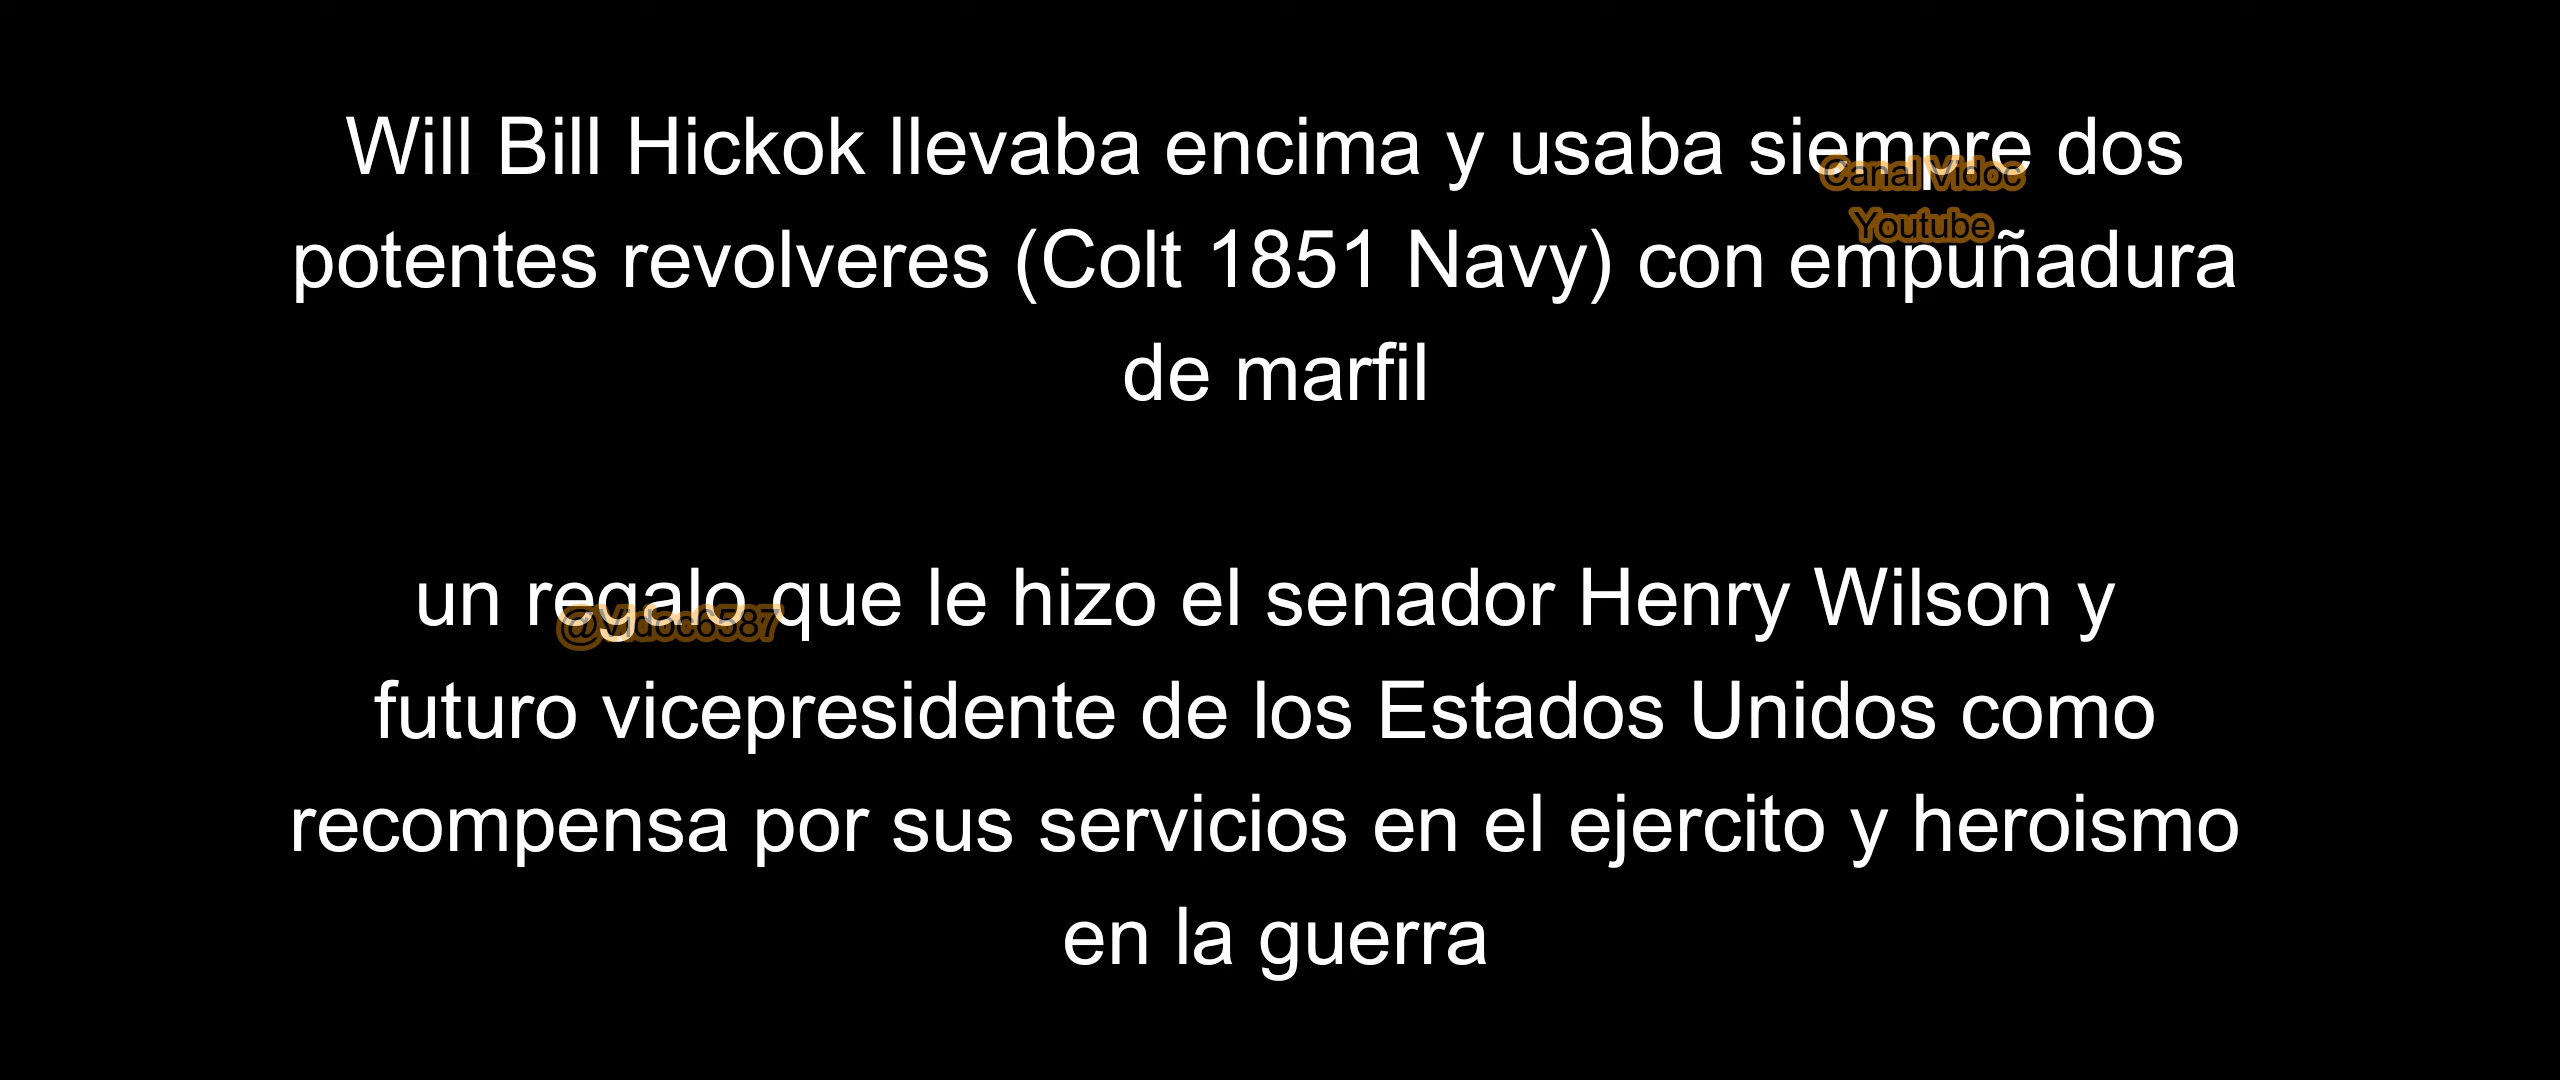 Will Bill Hickok llevaba encima y usaba siempre dos
Canal Vidoc
Youtube
potentes revolveres (Colt 1851 Navy) con empuñadura
de marfil
un regalo que le hizo el senador Henry Wilson y
@Vidoc6587
futuro vicepresidente de los Estados Unidos como
recompensa por sus servicios en el ejercito y heroismo
en la guerra